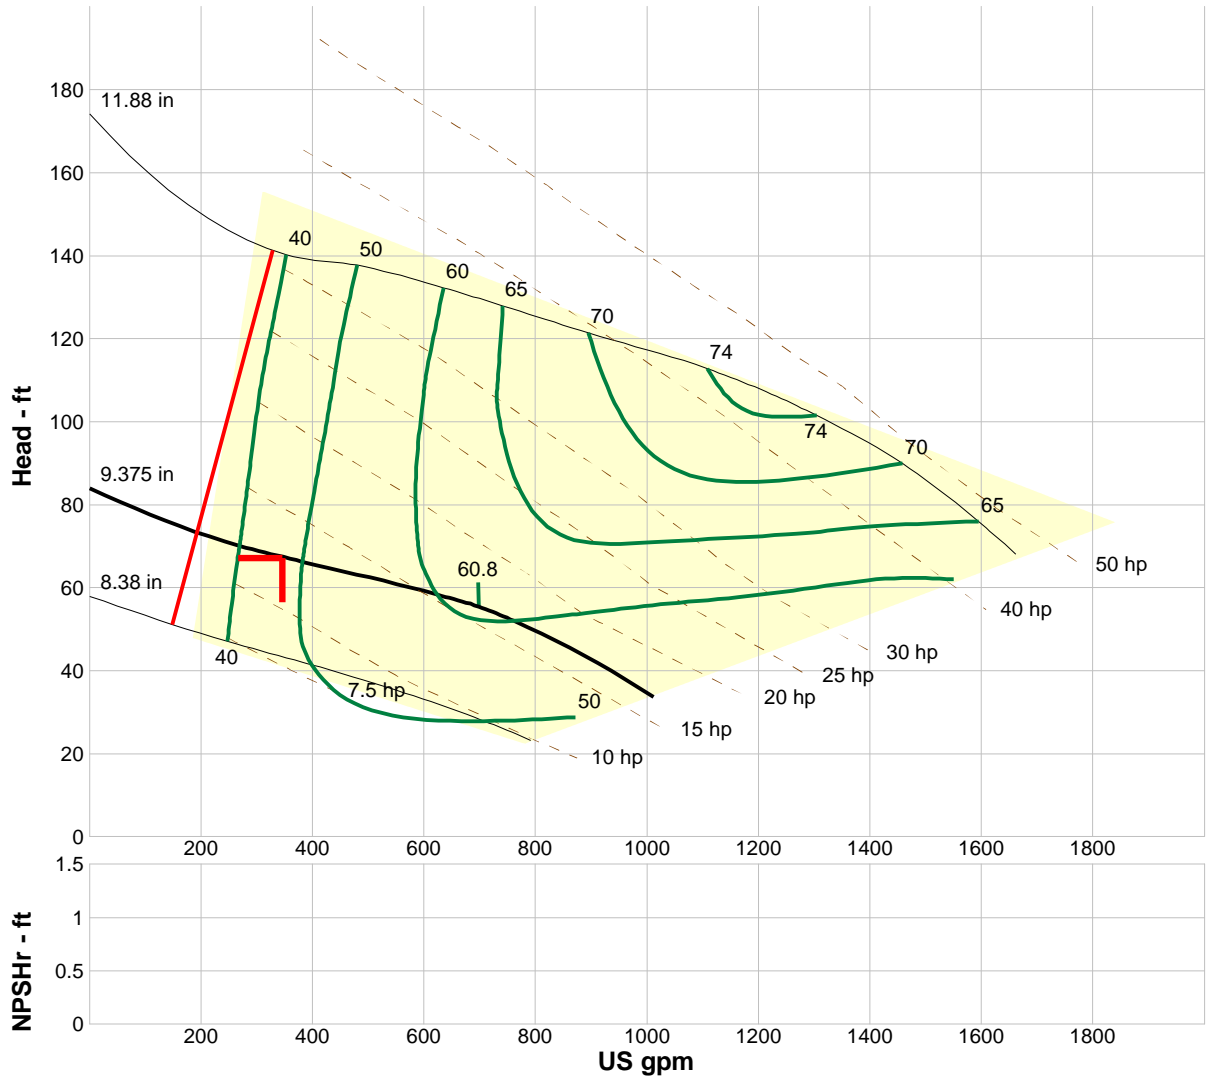 180
11.88 in
160
140
40
50
60
65
120
70
74
Head - ft
100
74
70
9.375 in
80
65
50 hp
8.38 in
60.8
60
40 hp
30 hp
40
40
25 hp
7.5 hp
20 hp
50
15 hp
20
10 hp
0
200 400 600 800 1000 1200 1400 1600 1800
1.5
NPSHr - ft
1
0.5
0
200 400 600 800 1000 1200 1400 1600 1800
US gpm